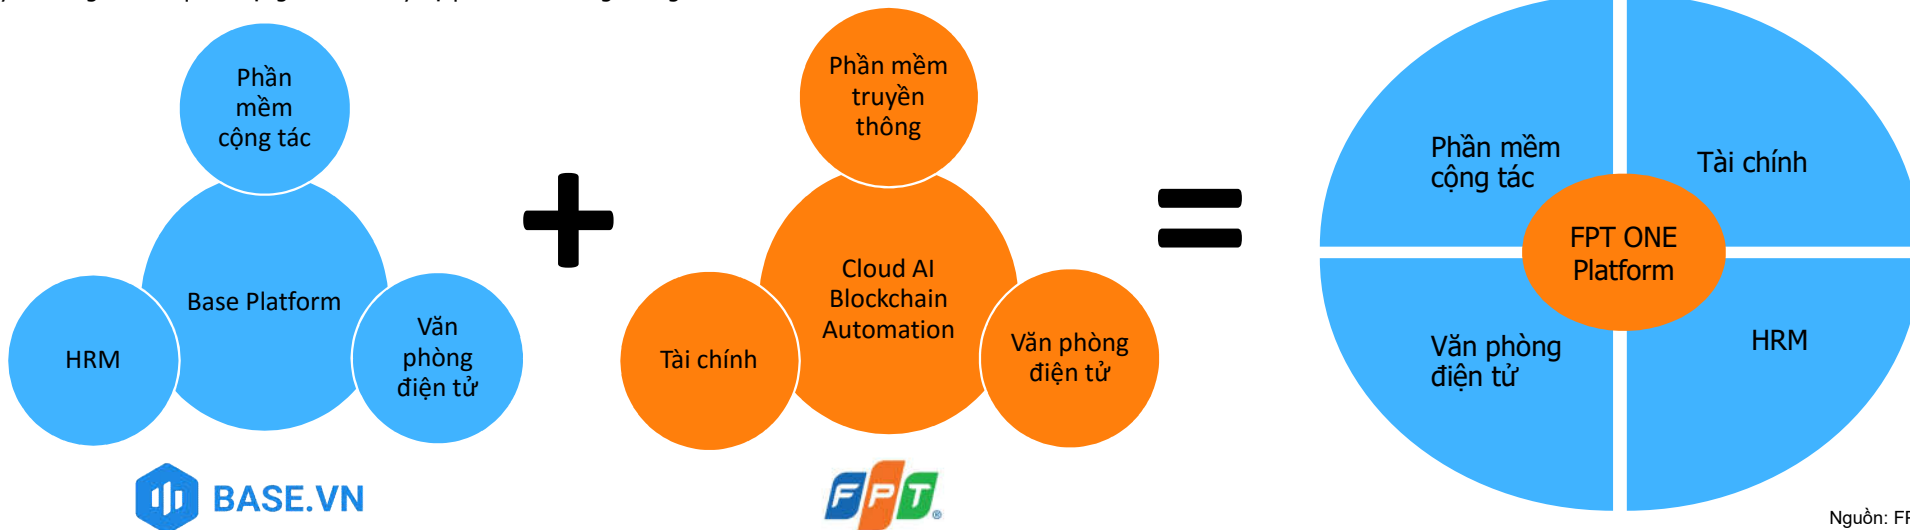 Phần
mềm
cộng tác
Base Platform
HRM
Văn
phòng
điện tử
BASE.VN
Phần mềm
truyền
thông
Cloud AI
Blockchain
Automation
Tài chính
Văn phòng
điện tử
FPT
Phần mềm
cộng tác
Tài chính
FPT ONE
Platform
Văn phòng
điện tử
HRM
Nguồn: FP